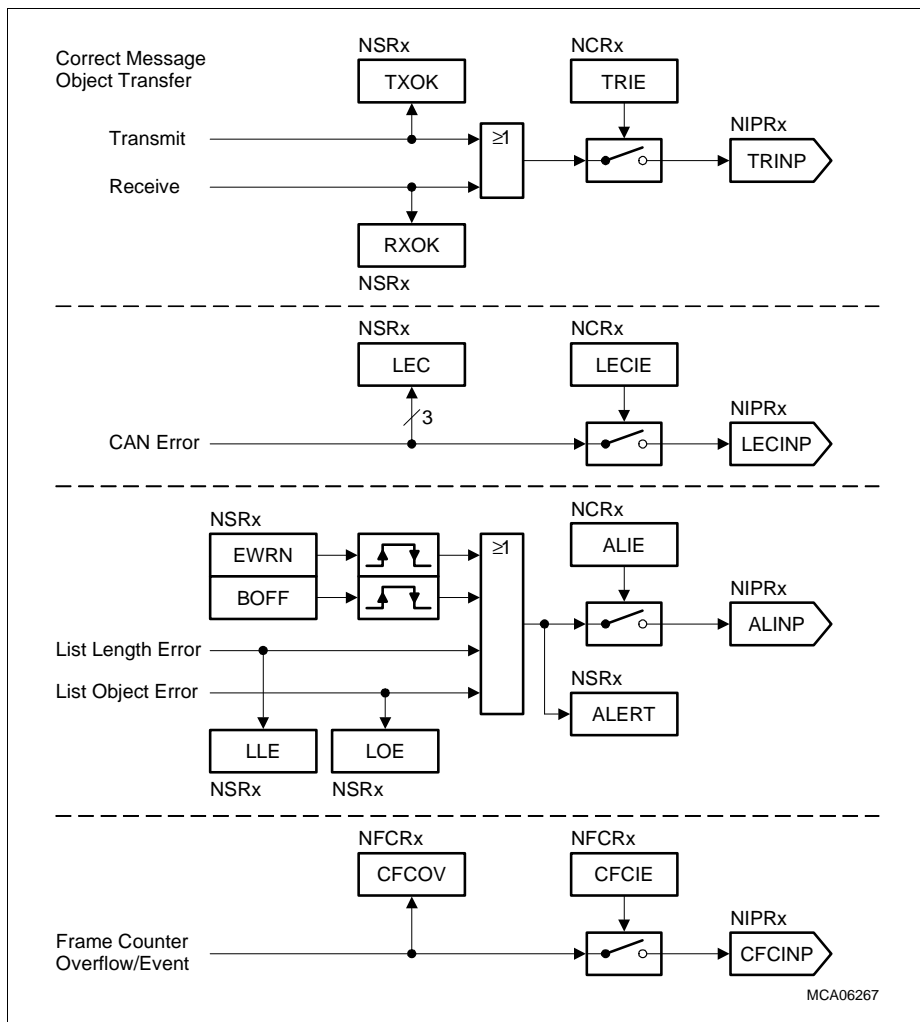 Correct Message
Object Transfer
NSRx
TXOK
NCRx
TRIE
Transmit
≥1
NIPRx
TRINP
Receive
RXOK
NSRx
NSRx
LEC
NCRx
LECIE
3
CAN Error
NIPRx
LECINP
NSRx
EWRN
BOFF
≥1
NCRx
ALIE
NIPRx
ALINP
List Length Error
List Object Error
NSRx
ALERT
LLE
NSRx
LOE
NSRx
NFCRx
CFCOV
NFCRx
CFCIE
Frame Counter
Overflow/Event
NIPRx
CFCINP
MCA06267